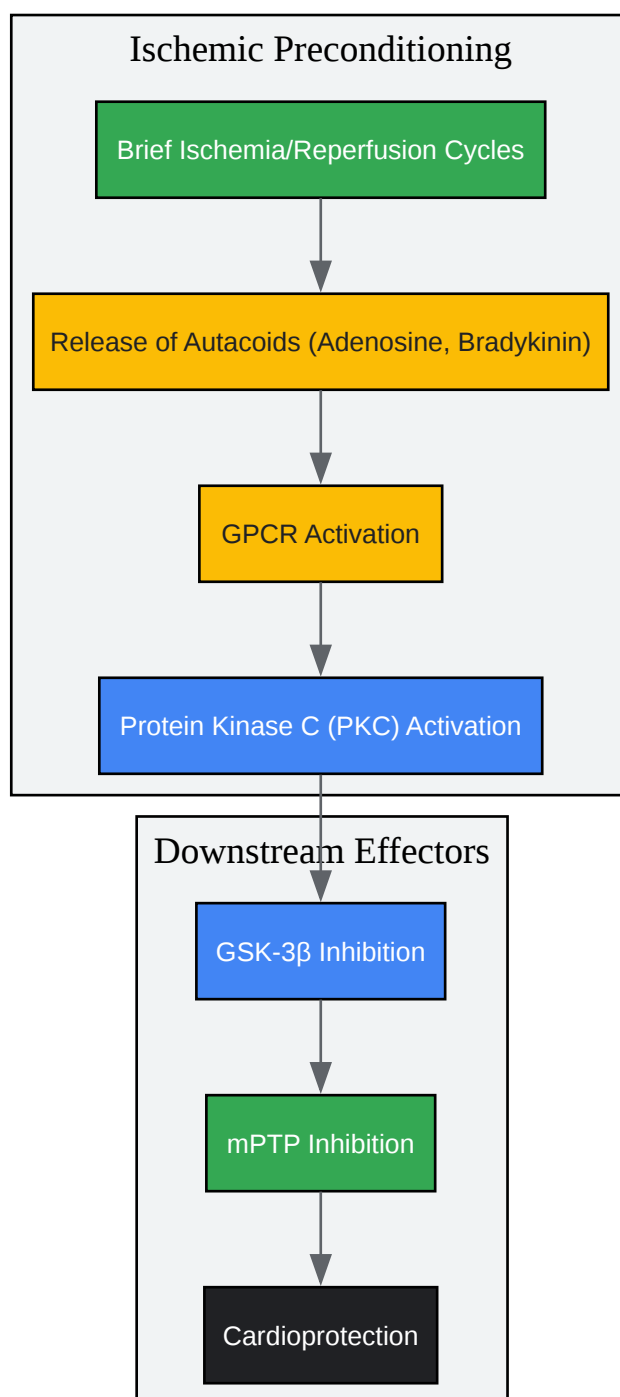 Ischemic Preconditioning
Brief Ischemia/Reperfusion Cycles
Release of Autacoids (Adenosine, Bradykinin)
GPCR Activation
Protein Kinase C (PKC) Activation
Downstream Effectors
GSK-3β Inhibition
mPTP Inhibition
Cardioprotection